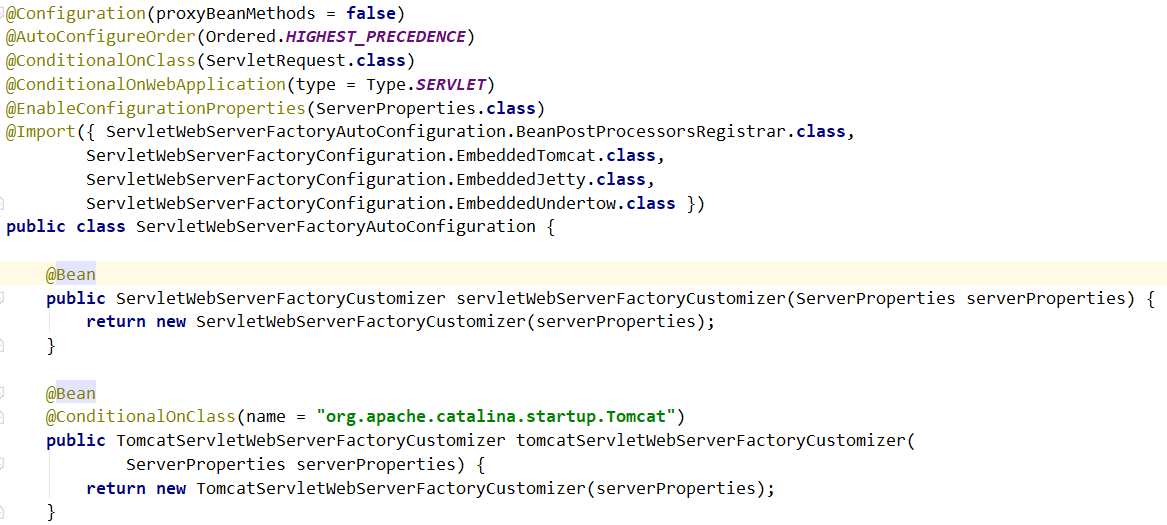 @Configuration(proxyBeanMethods = false)
@AutoConfigureOrder(Ordered.HIGHEST_PRECEDENCE)
@ConditionalOnClass(ServletRequest.class)
@ConditionalOnWebApplication(type = Type.SERVLET)
@EnableConfigurationProperties(ServerProperties.class)
@Import({ ServletWebServerFactoryAutoConfiguration.BeanPostProcessorsRegistrar.class,
        ServletWebServerFactoryConfiguration.EmbeddedTomcat.class,
        ServletWebServerFactoryConfiguration.EmbeddedJetty.class,
        ServletWebServerFactoryConfiguration.EmbeddedUndertow.class })
public class ServletWebServerFactoryAutoConfiguration {
    @Bean
    public ServletWebServerFactoryCustomizer servletWebServerFactoryCustomizer(ServerProperties serverProperties) {
        return new ServletWebServerFactoryCustomizer(serverProperties);
    }
    @Bean
    @ConditionalOnClass(name = "org.apache.catalina.startup.Tomcat")
    public TomcatServletWebServerFactoryCustomizer tomcatServletWebServerFactoryCustomizer(
            ServerProperties serverProperties) {
        return new TomcatServletWebServerFactoryCustomizer(serverProperties);
    }